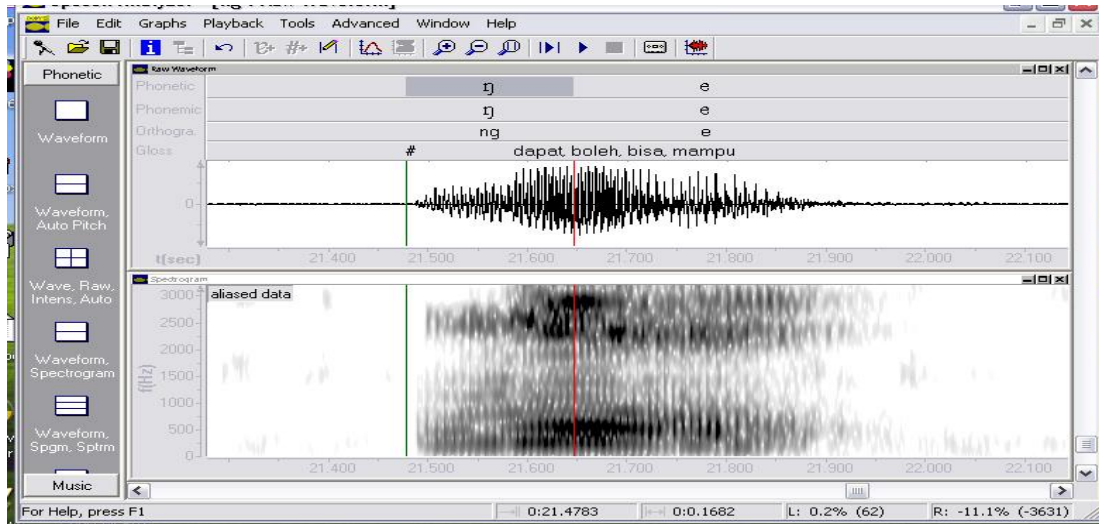 File Edit Graphs Playback Tools Advanced Window Help
Phonetic
Raw Waveform
Phonetic ŋ e
Phonemic ŋ e
Orthogra. ng e
Gloss # dapat, boleh, bisa, mampu
Waveform
0
Waveform,
Auto Pitch
t(sec) 21.400 21.500 21.600 21.700 21.800 21.900 22.000 22.100
Spectrogram
Wave, Raw,
Intens, Auto
aliased data
f(Hz)
3000
2500
2000
1500
1000
500
0
Waveform,
Spectrogram
Waveform,
Spgm, Sptrm
21.400 21.500 21.600 21.700 21.800 21.900 22.000 22.100
Music
For Help, press F1 0:21.4783 0:0.1682 L: 0.2% (62) R: -11.1% (-3631)